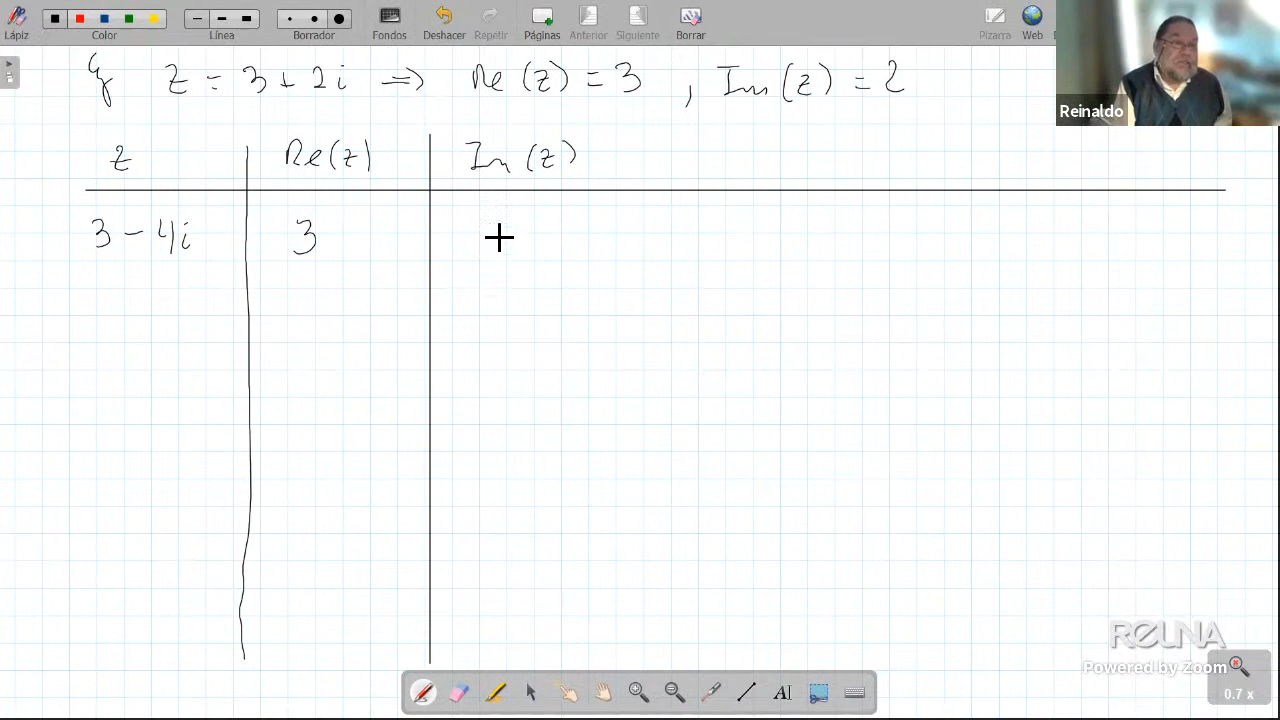 Lápiz Color Línea Borrador Fondos Deshacer Repetir Páginas Anterior Siguiente Borrar Pizarra Web
Ej z = 3 + 2i ⟹ Re(z) = 3 , Im(z) = 2
Reinaldo
z Re(z) Im(z)
3 - 4i 3
REUNA
Powered by Zoom
0.7 x